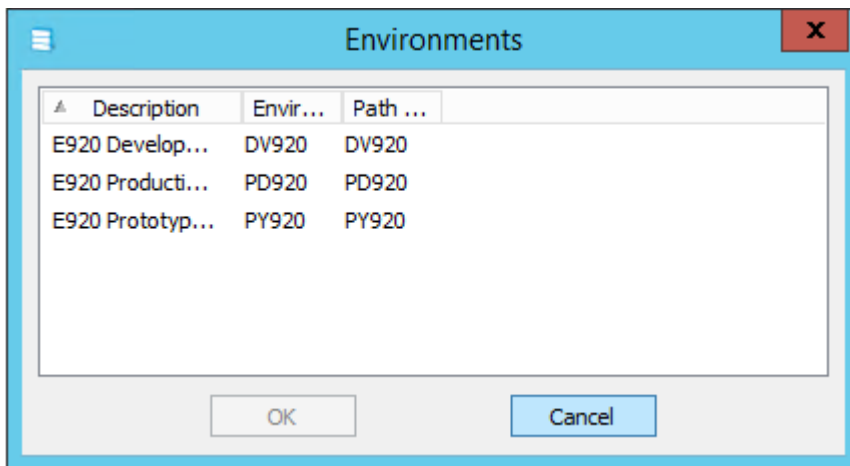 Environments
x
Description Envir... Path ...
E920 Develop... DV920 DV920
E920 Producti... PD920 PD920
E920 Prototyp... PY920 PY920
OK Cancel